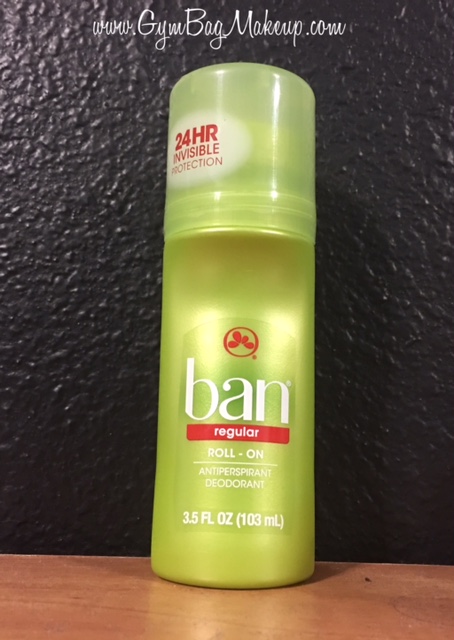 www.GymBagMakeup.com
24HR
INVISIBLE
PROTECTION
ban®
regular
ROLL - ON
ANTIPERSPIRANT
DEODORANT
3.5 FL OZ (103 mL)